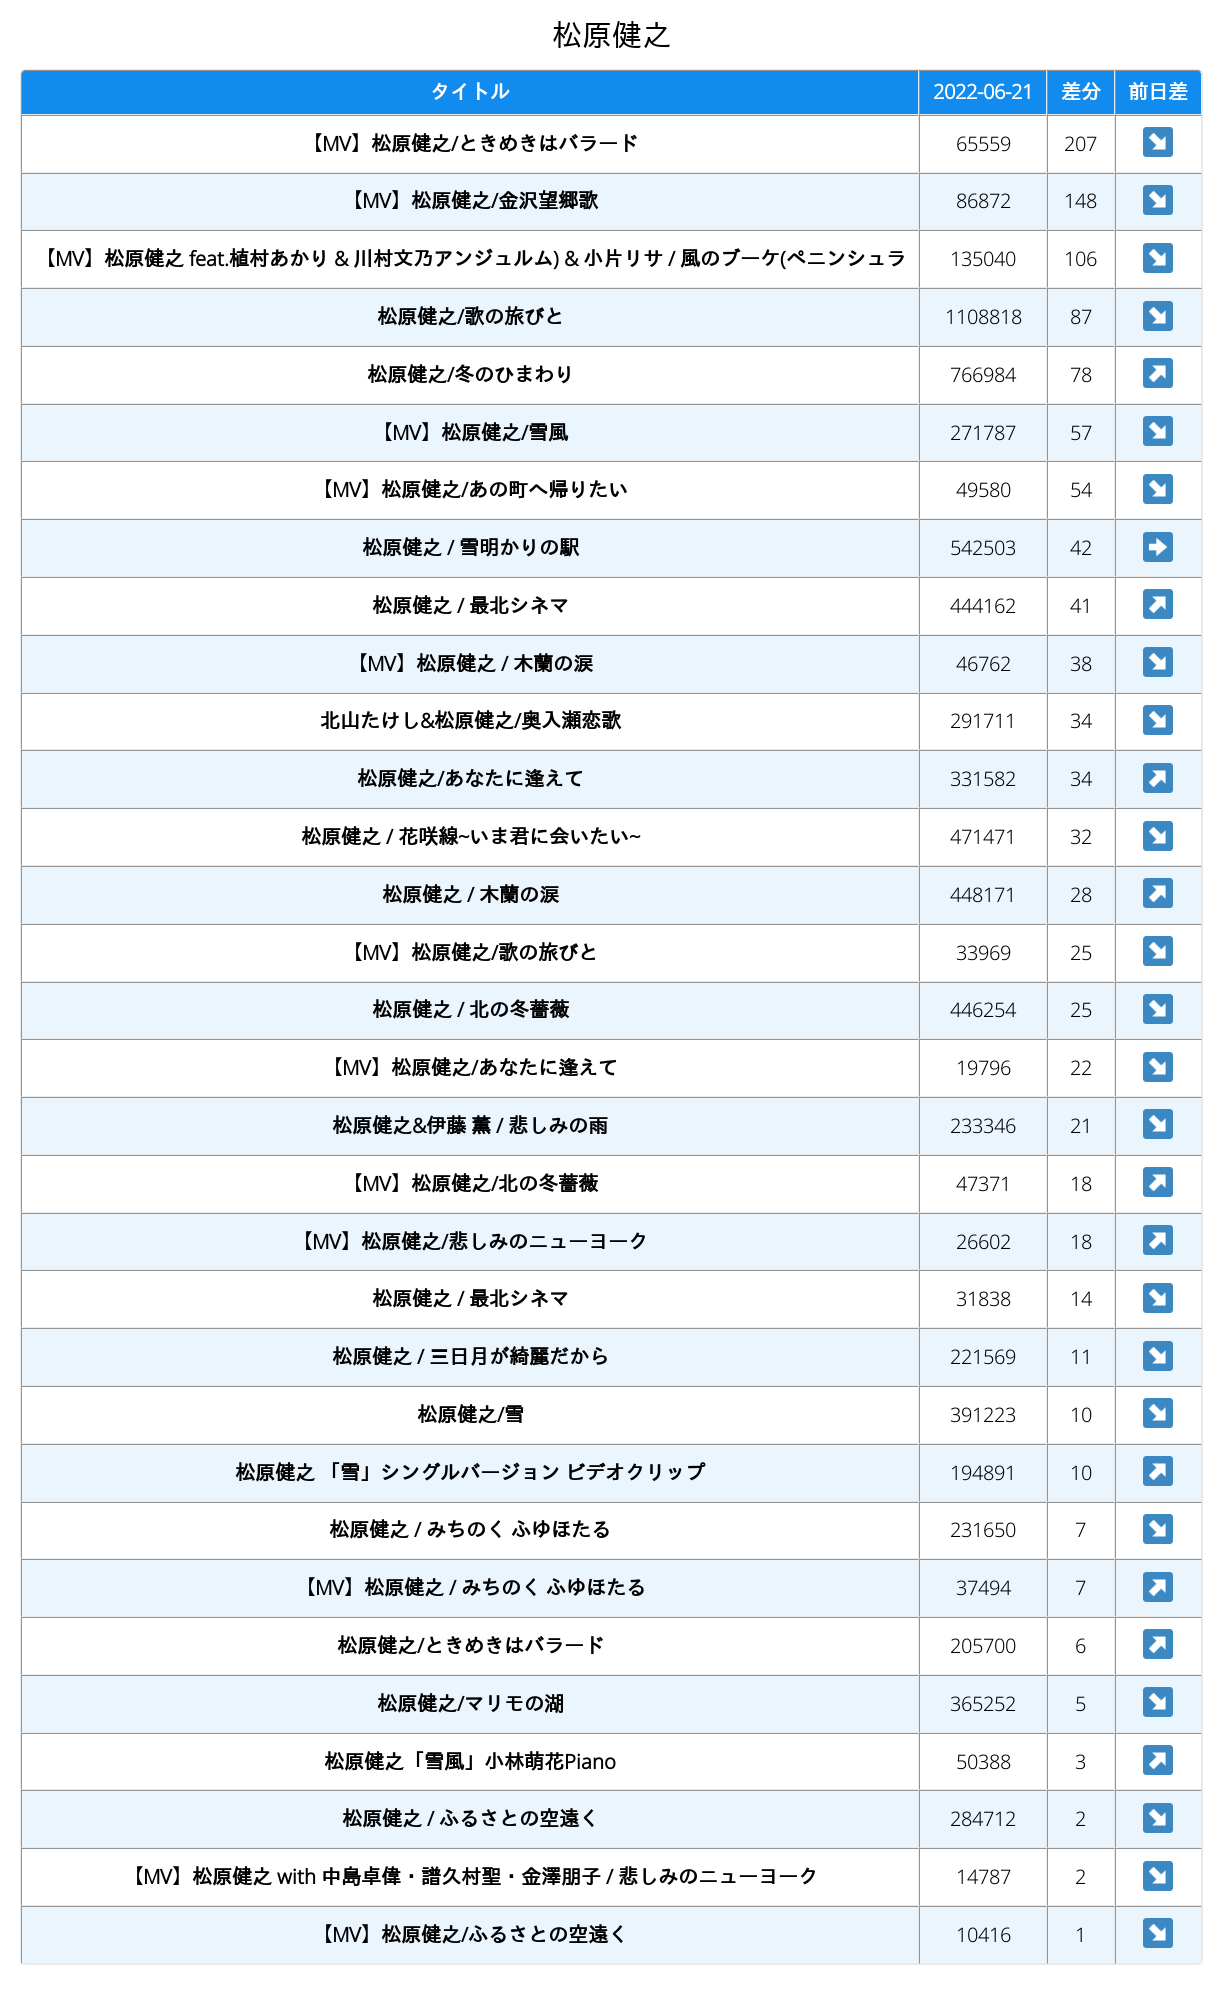 松原健之
タイトル 2022-06-21 差分 前日差
【MV】松原健之/ときめきはバラード 65559 207 ↘
【MV】松原健之/金沢望郷歌 86872 148 ↘
【MV】松原健之 feat.植村あかり & 川村文乃アンジュルム) & 小片リサ / 風のブーケ(ペニンシュラ 135040 106 ↘
松原健之/歌の旅びと 1108818 87 ↘
松原健之/冬のひまわり 766984 78 ↗
【MV】松原健之/雪風 271787 57 ↘
【MV】松原健之/あの町へ帰りたい 49580 54 ↘
松原健之 / 雪明かりの駅 542503 42 ➡
松原健之 / 最北シネマ 444162 41 ↗
【MV】松原健之 / 木蘭の涙 46762 38 ↘
北山たけし&松原健之/奥入瀬恋歌 291711 34 ↘
松原健之/あなたに逢えて 331582 34 ↗
松原健之 / 花咲線~いま君に会いたい~ 471471 32 ↘
松原健之 / 木蘭の涙 448171 28 ↗
【MV】松原健之/歌の旅びと 33969 25 ↘
松原健之 / 北の冬薔薇 446254 25 ↘
【MV】松原健之/あなたに逢えて 19796 22 ↘
松原健之&伊藤 薫 / 悲しみの雨 233346 21 ↘
【MV】松原健之/北の冬薔薇 47371 18 ↗
【MV】松原健之/悲しみのニューヨーク 26602 18 ↗
松原健之 / 最北シネマ 31838 14 ↘
松原健之 / 三日月が綺麗だから 221569 11 ↘
松原健之/雪 391223 10 ↘
松原健之 「雪」シングルバージョン ビデオクリップ 194891 10 ↗
松原健之 / みちのく ふゆほたる 231650 7 ↘
【MV】松原健之 / みちのく ふゆほたる 37494 7 ↗
松原健之/ときめきはバラード 205700 6 ↗
松原健之/マリモの湖 365252 5 ↘
松原健之「雪風」小林萌花Piano 50388 3 ↗
松原健之 / ふるさとの空遠く 284712 2 ↘
【MV】松原健之 with 中島卓偉・譜久村聖・金澤朋子 / 悲しみのニューヨーク 14787 2 ↘
【MV】松原健之/ふるさとの空遠く 10416 1 ↘